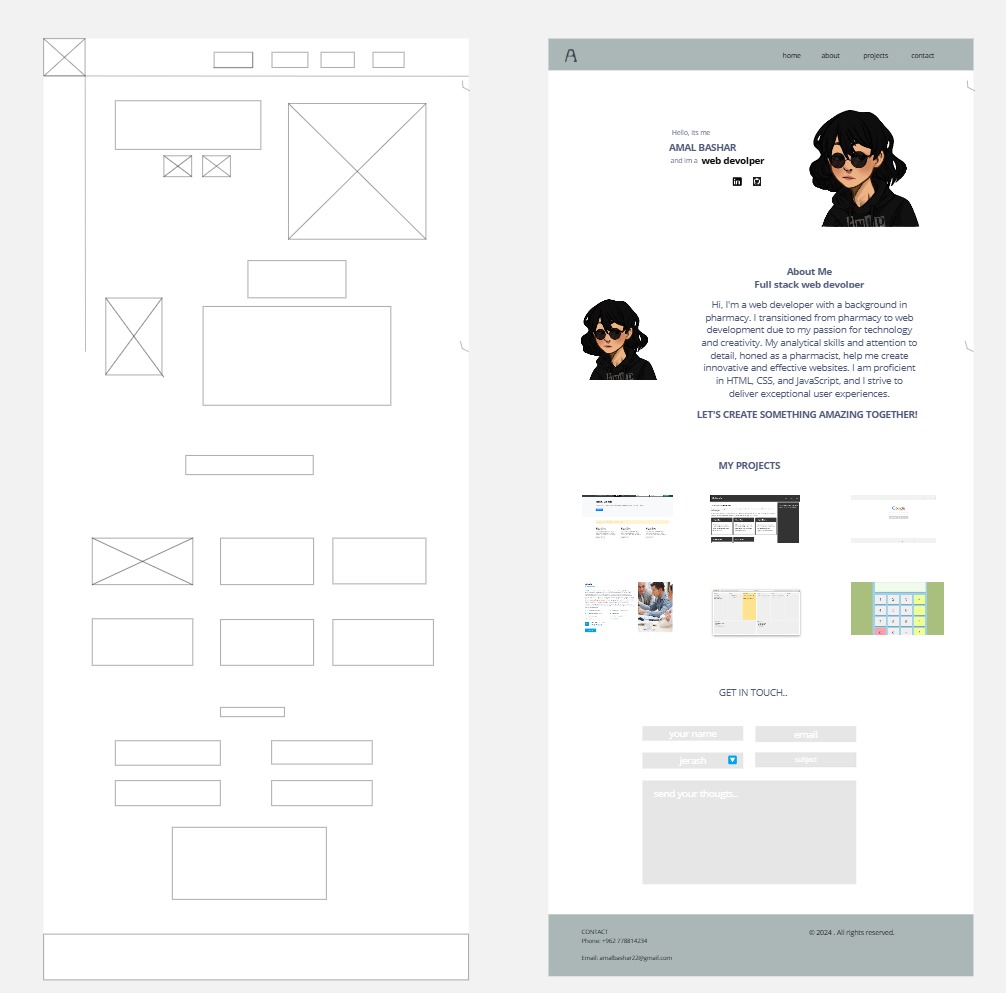 A
home about projects contact
Hello, its me
AMAL BASHAR
and im a web devolper
in
About Me
Full stack web devolper
Hi, I'm a web developer with a background in
pharmacy. I transitioned from pharmacy to web
development due to my passion for technology
and creativity. My analytical skills and attention to
detail, honed as a pharmacist, help me create
innovative and effective websites. I am proficient
in HTML, CSS, and JavaScript, and I strive to
deliver exceptional user experiences.
LET'S CREATE SOMETHING AMAZING TOGETHER!
MY PROJECTS
Google
GET IN TOUCH..
your name email
jerash subject
send your thougts..
CONTACT
Phone: +962 778814234
Email: amalbashar22@gmail.com
© 2024 . All rights reserved.